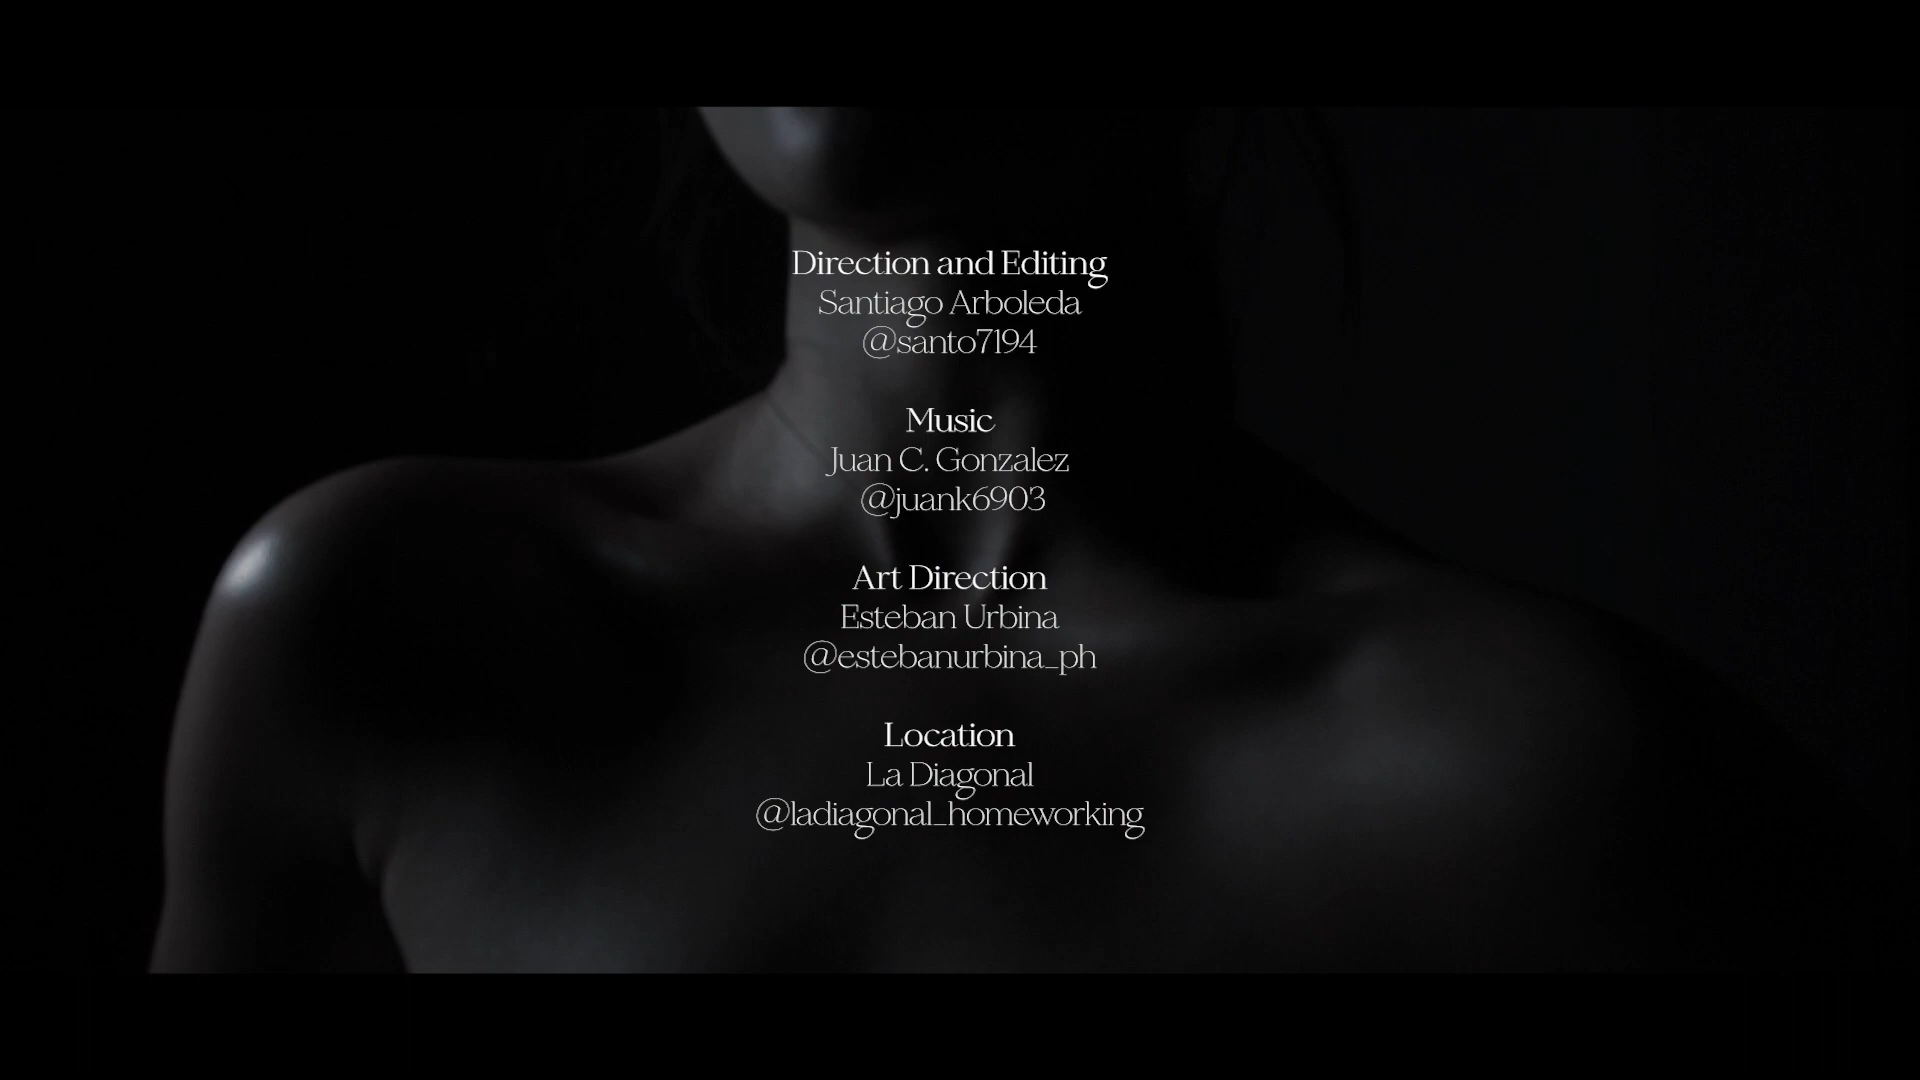 Direction and Editing
Santiago Arboleda
@santo7194
Music
Juan C. Gonzalez
@juank6903
Art Direction
Esteban Urbina
@estebanurbina_ph
Location
La Diagonal
@ladiagonal_homeworking